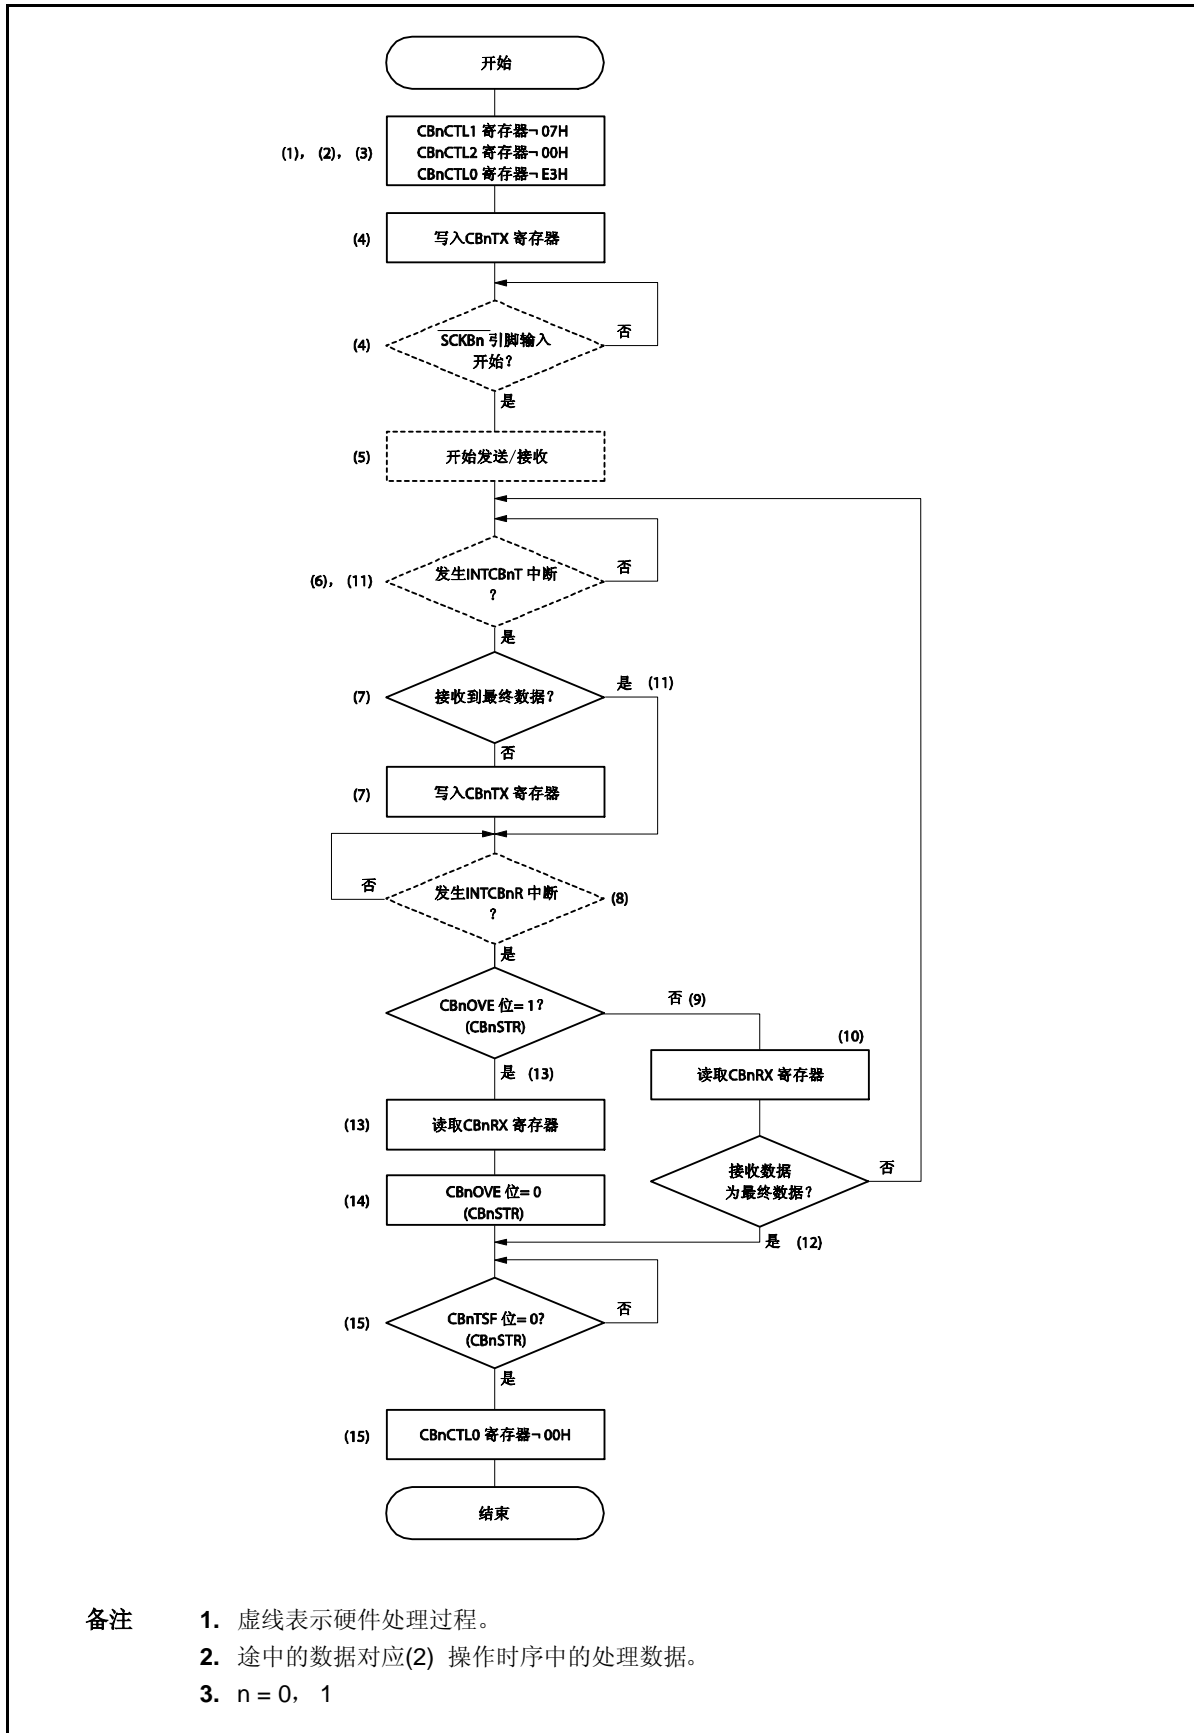 开始
CBnCTL1 寄存器¬ 07H
(1)， (2)， (3)
CBnCTL2 寄存器¬ 00H
CBnCTL0 寄存器¬ E3H
(4)
写入CBnTX 寄存器
否
(4)
SCKBn 引脚输入
开始？
是
(5)
开始发送/接收
否
(6)， (11)
发生INTCBnT 中断
？
是
是 (11)
(7)
接收到最终数据？
否
(7)
写入CBnTX 寄存器
否
发生INTCBnR 中断
？
(8)
是
CBnOVE 位= 1？
(CBnSTR)
否 (9)
(10)
是 (13)
读取CBnRX 寄存器
(13)
读取CBnRX 寄存器
接收数据
为最终数据？
否
(14)
CBnOVE 位= 0
(CBnSTR)
是 (12)
否
(15)
CBnTSF 位= 0?
(CBnSTR)
是
(15)
CBnCTL0 寄存器¬ 00H
结束
备注 1. 虚线表示硬件处理过程。
2. 途中的数据对应(2) 操作时序中的处理数据。
3. n = 0， 1